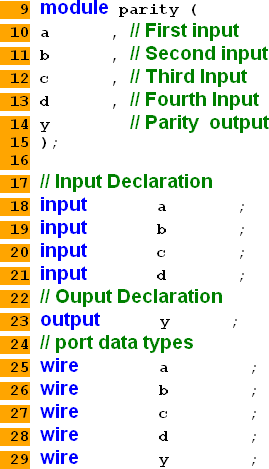 9 module parity (
10 a , // First input
11 b , // Second input
12 c , // Third Input
13 d , // Fourth Input
14 y // Parity output
15 );
16
17 // Input Declaration
18 input a ;
19 input b ;
20 input c ;
21 input d ;
22 // Ouput Declaration
23 output y ;
24 // port data types
25 wire a ;
26 wire b ;
27 wire c ;
28 wire d ;
29 wire y ;